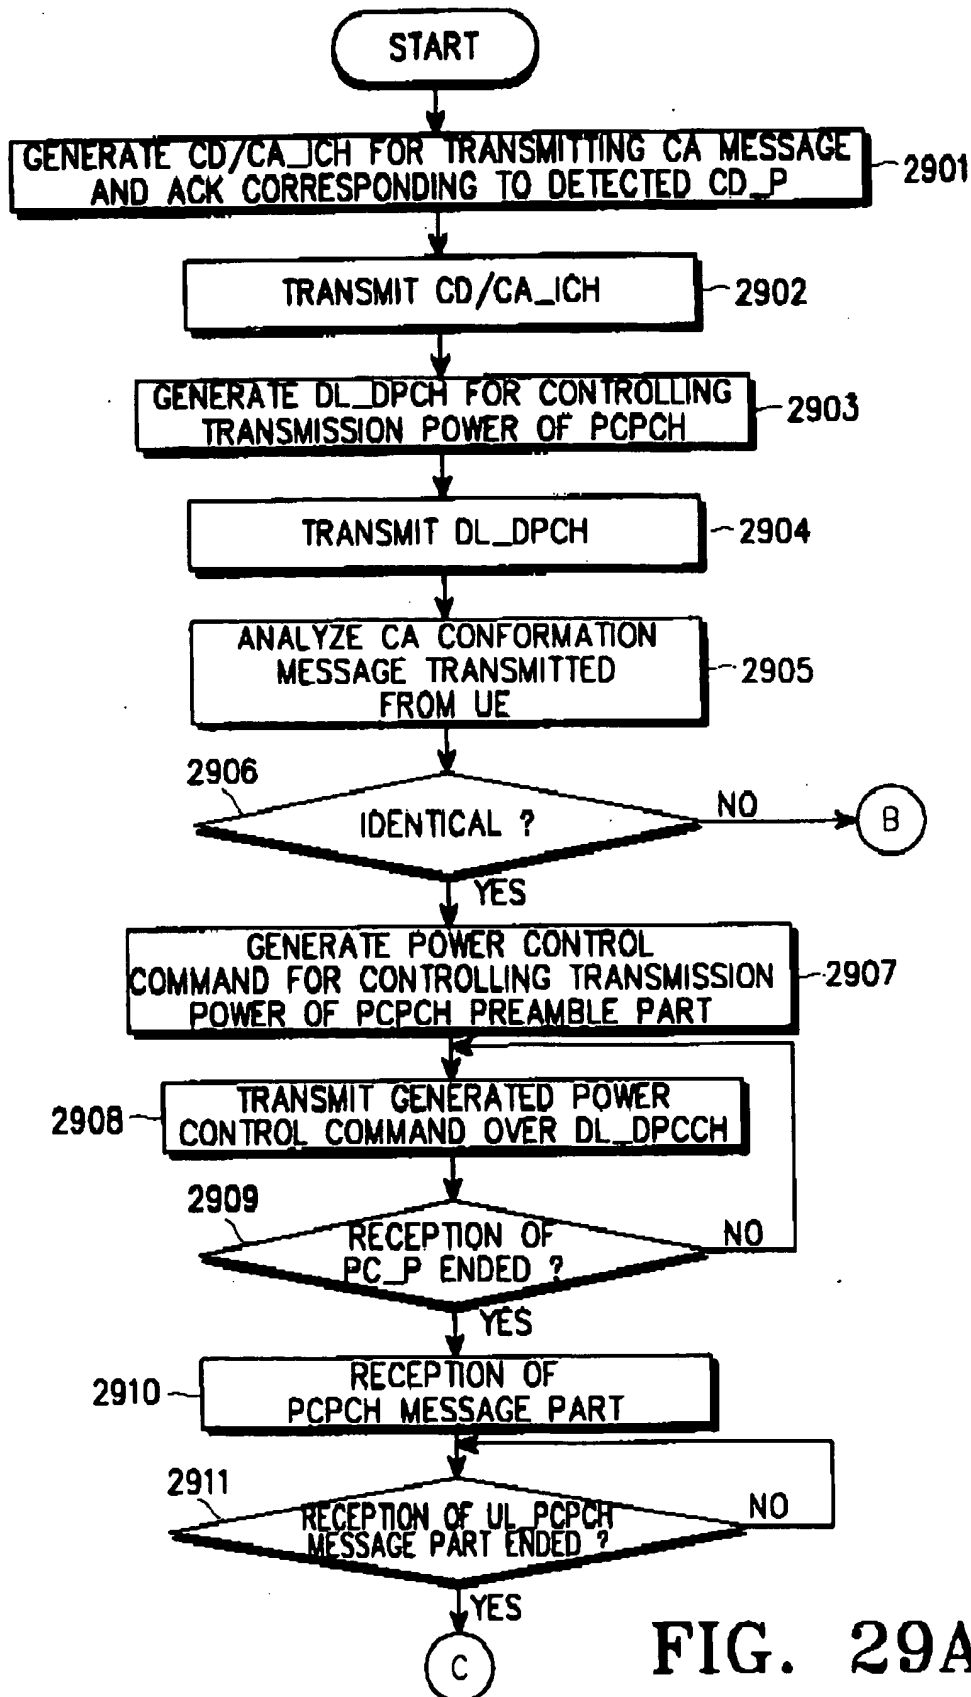 START
GENERATE CD/CA_ICH FOR TRANSMITTING CA MESSAGE
AND ACK CORRESPONDING TO DETECTED CD_P
2901
TRANSMIT CD/CA_ICH
2902
GENERATE DL_DPCH FOR CONTROLLING
TRANSMISSION POWER OF PCPCH
2903
TRANSMIT DL_DPCH
2904
ANALYZE CA CONFORMATION
MESSAGE TRANSMITTED
FROM UE
2905
2906
IDENTICAL ?
NO
B
YES
GENERATE POWER CONTROL
COMMAND FOR CONTROLLING TRANSMISSION
POWER OF PCPCH PREAMBLE PART
2907
TRANSMIT GENERATED POWER
CONTROL COMMAND OVER DL_DPCCH
2908
2909
RECEPTION OF
PC_P ENDED ?
NO
YES
RECEPTION OF
PCPCH MESSAGE PART
2910
2911
RECEPTION OF UL_PCPCH
MESSAGE PART ENDED ?
NO
YES
C
FIG. 29A